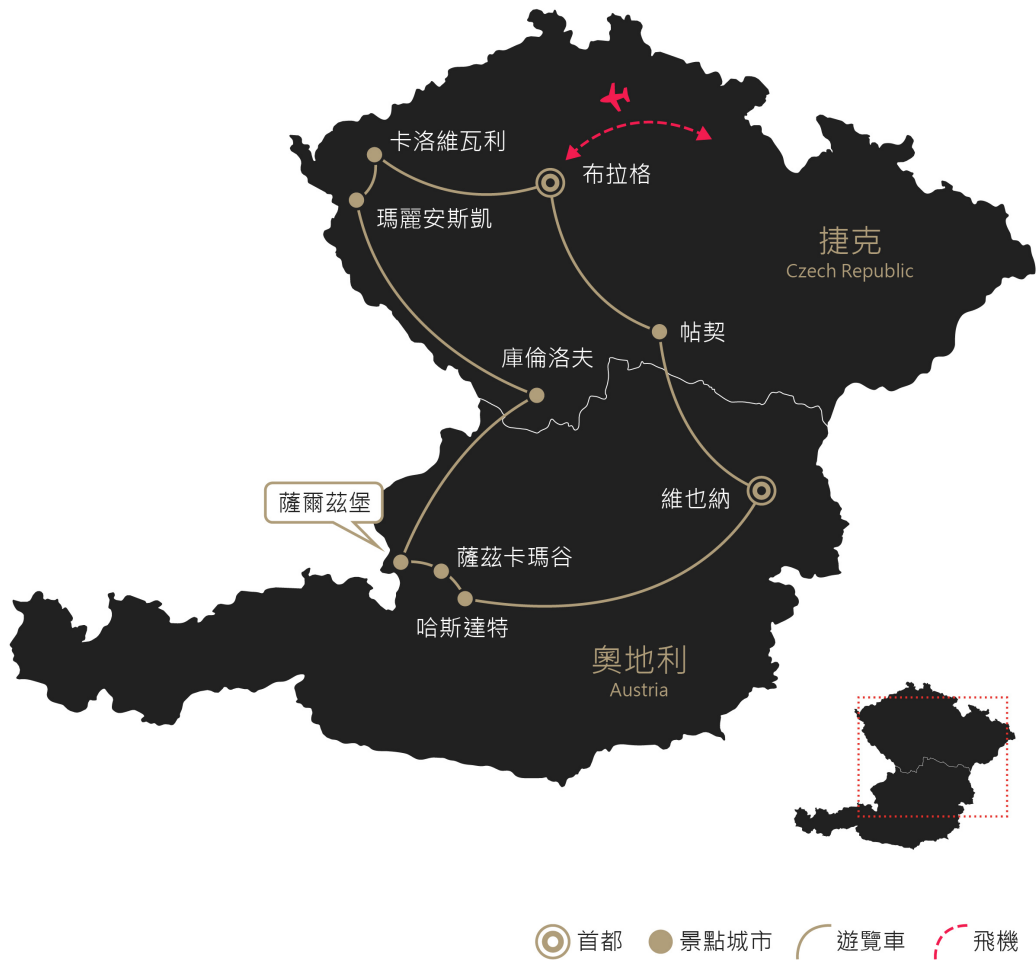 卡洛維瓦利
布拉格
瑪麗安斯凱
捷克
Czech Republic
帖契
庫倫洛夫
薩爾茲堡
維也納
薩茲卡瑪谷
哈斯達特
奧地利
Austria
首都
景點城市
遊覽車
飛機